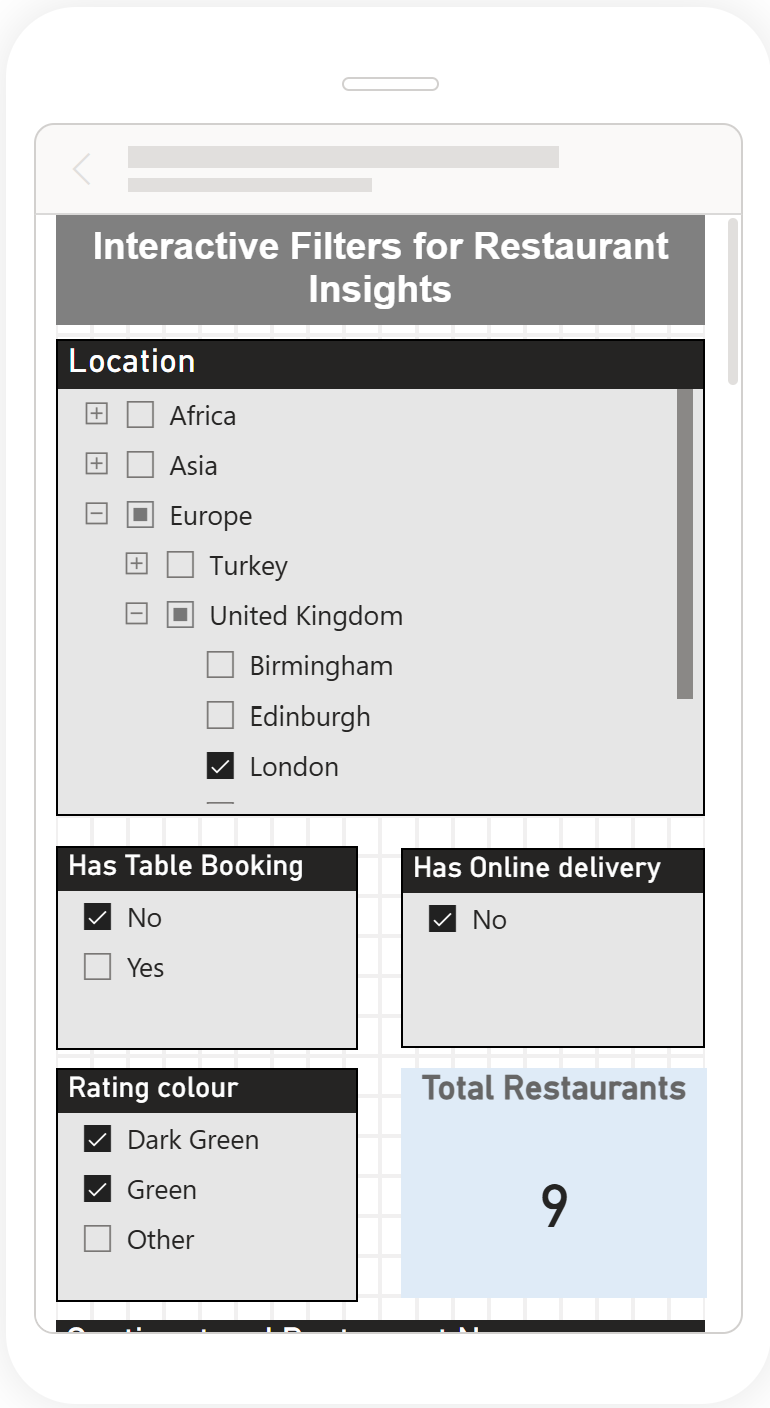 Interactive Filters for Restaurant
Insights
Location
Africa
Asia
Europe
Turkey
United Kingdom
Birmingham
Edinburgh
London
Has Table Booking
No
Yes
Has Online delivery
No
Rating colour
Dark Green
Green
Other
Total Restaurants
9